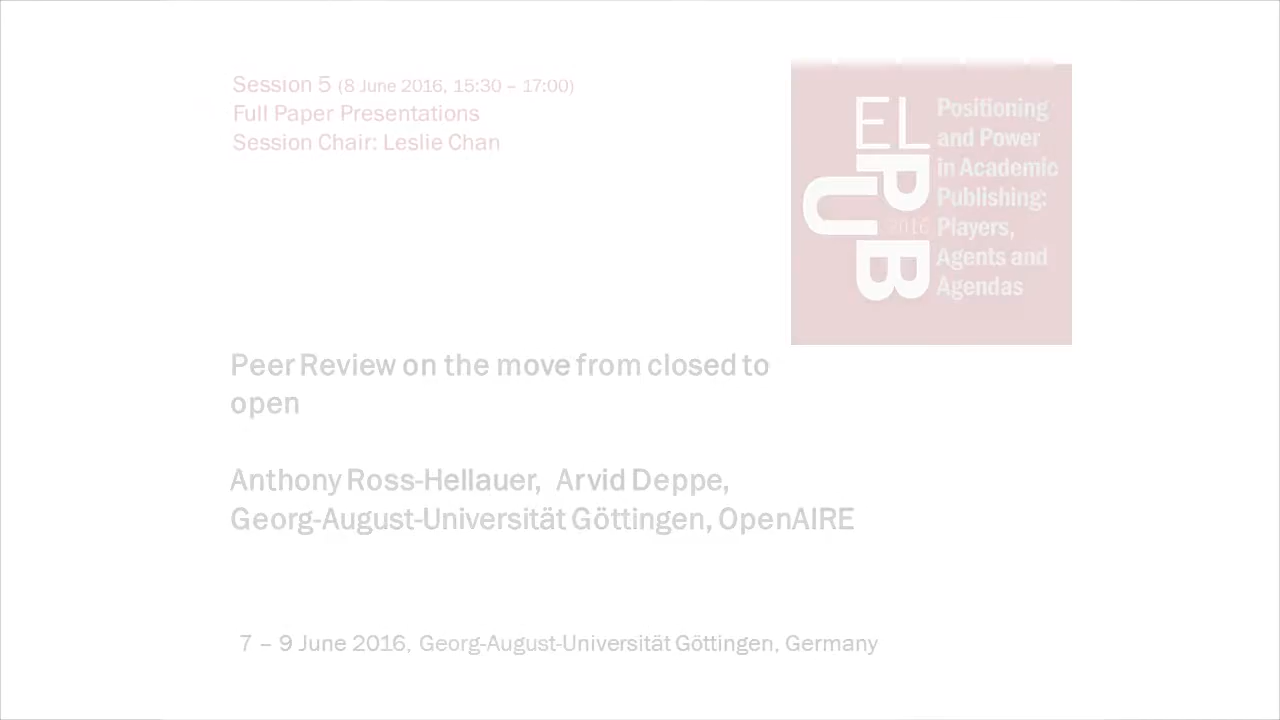 Session 5 (8 June 2016, 15:30 – 17:00)
Full Paper Presentations
Session Chair: Leslie Chan
EL
PUB
2016
Positioning
and Power
in Academic
Publishing:
Players,
Agents and
Agendas
Peer Review on the move from closed to
open
Anthony Ross-Hellauer, Arvid Deppe,
Georg-August-Universität Göttingen, OpenAIRE
7 – 9 June 2016, Georg-August-Universität Göttingen, Germany